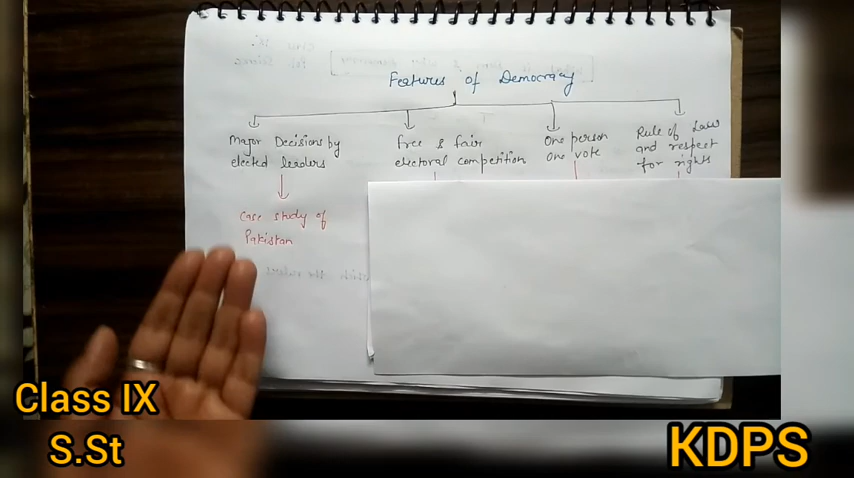 Features of Democracy
Major Decisions by
elected leaders
Free & fair
electoral competition
One person
one vote
Rule of Law
and respect
for rights
Case study of
Pakistan
Class IX
S.St
KDPS